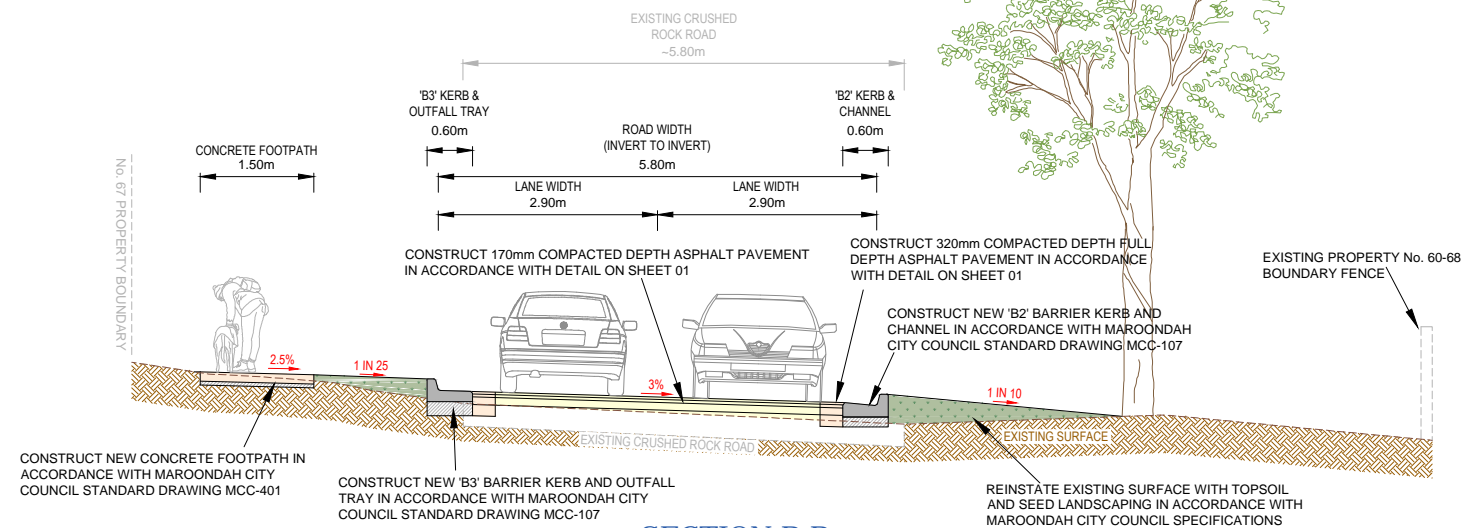 EXISTING CRUSHED
ROCK ROAD
~5.80m
'B3' KERB &
OUTFALL TRAY
0.60m
'B2' KERB &
CHANNEL
0.60m
ROAD WIDTH
(INVERT TO INVERT)
5.80m
CONCRETE FOOTPATH
1.50m
LANE WIDTH
2.90m
LANE WIDTH
2.90m
No. 67 PROPERTY BOUNDARY
CONSTRUCT 170mm COMPACTED DEPTH ASPHALT PAVEMENT
IN ACCORDANCE WITH DETAIL ON SHEET 01
CONSTRUCT 320mm COMPACTED DEPTH FULL
DEPTH ASPHALT PAVEMENT IN ACCORDANCE
WITH DETAIL ON SHEET 01
EXISTING PROPERTY No. 60-68
BOUNDARY FENCE
CONSTRUCT NEW 'B2' BARRIER KERB AND
CHANNEL IN ACCORDANCE WITH MAROONDAH
CITY COUNCIL STANDARD DRAWING MCC-107
2.5%
1 IN 25
3%
1 IN 10
EXISTING CRUSHED ROCK ROAD
EXISTING SURFACE
CONSTRUCT NEW CONCRETE FOOTPATH IN
ACCORDANCE WITH MAROONDAH CITY
COUNCIL STANDARD DRAWING MCC-401
CONSTRUCT NEW 'B3' BARRIER KERB AND OUTFALL
TRAY IN ACCORDANCE WITH MAROONDAH CITY
COUNCIL STANDARD DRAWING MCC-107
REINSTATE EXISTING SURFACE WITH TOPSOIL
AND SEED LANDSCAPING IN ACCORDANCE WITH
MAROONDAH CITY COUNCIL SPECIFICATIONS